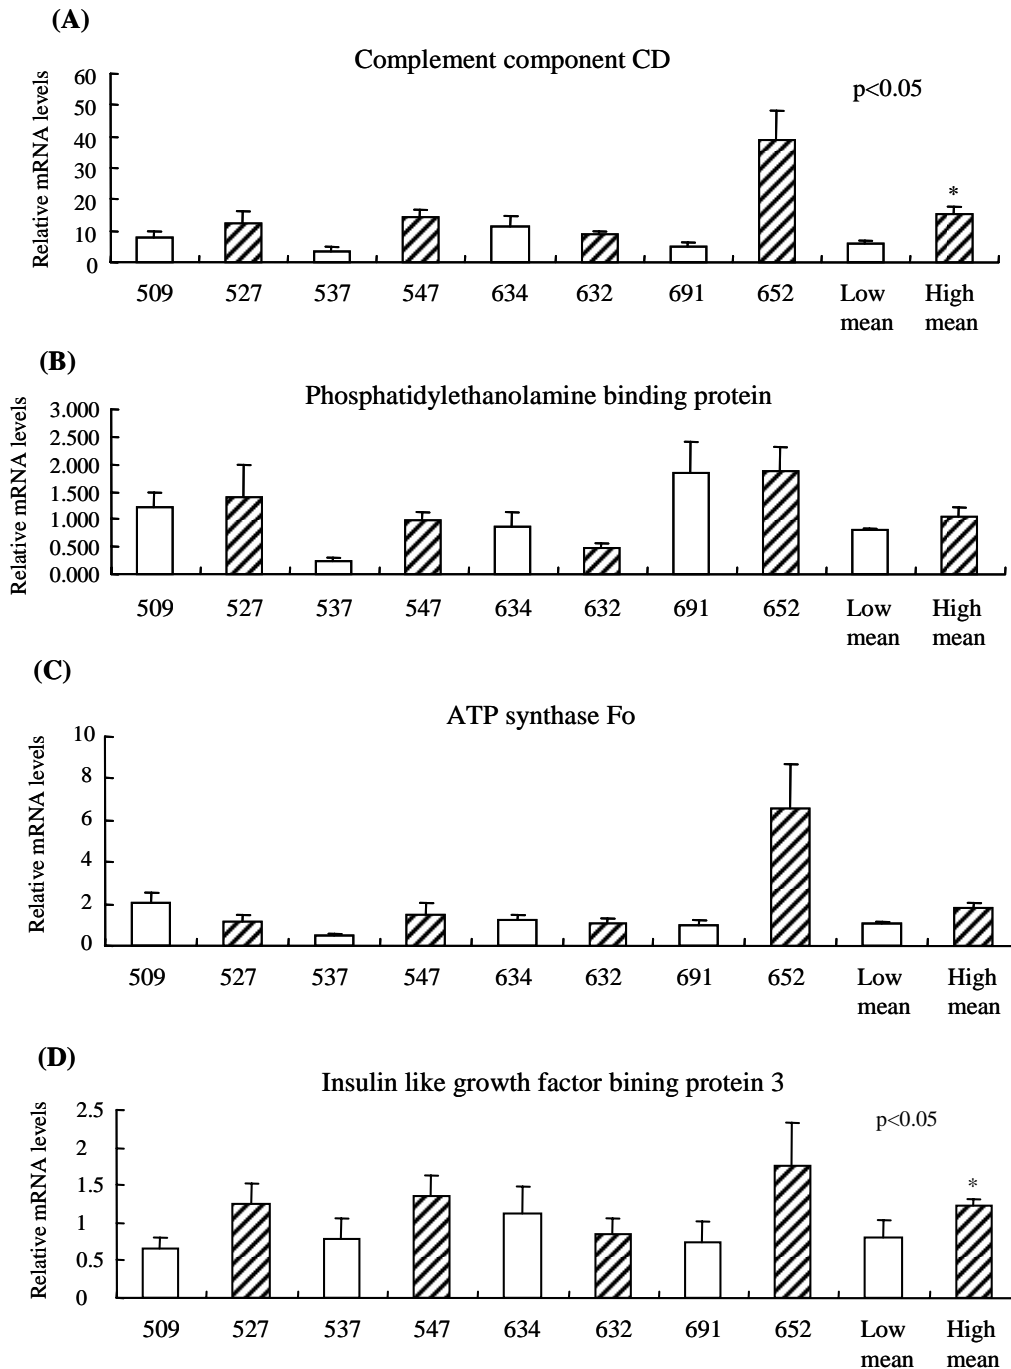 (A)
Complement component CD
p<0.05
Relative mRNA levels
60
50
40
30
20
10
0
*
509 527 537 547 634 632 691 652 Low mean High mean
(B)
Phosphatidylethanolamine binding protein
Relative mRNA levels
3.000
2.500
2.000
1.500
1.000
0.500
0.000
509 527 537 547 634 632 691 652 Low mean High mean
(C)
ATP synthase Fo
Relative mRNA levels
10
8
6
4
2
0
509 527 537 547 634 632 691 652 Low mean High mean
(D)
Insulin like growth factor bining protein 3
p<0.05
Relative mRNA levels
2.5
2
1.5
1
0.5
0
*
509 527 537 547 634 632 691 652 Low mean High mean